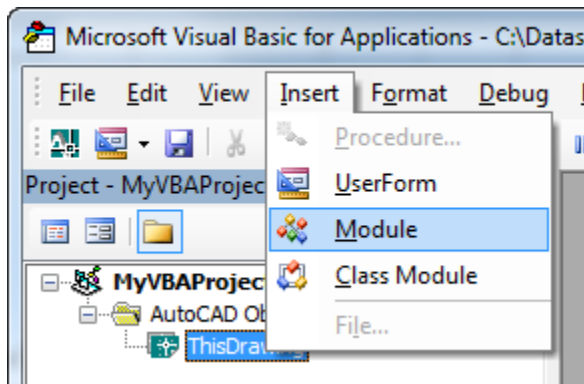 Microsoft Visual Basic for Applications - C:\Datas
File Edit View Insert Format Debug
Procedure...
Project - MyVBAProjec
UserForm
Module
MyVBAProject
Class Module
AutoCAD Ob
File...
ThisDrawing